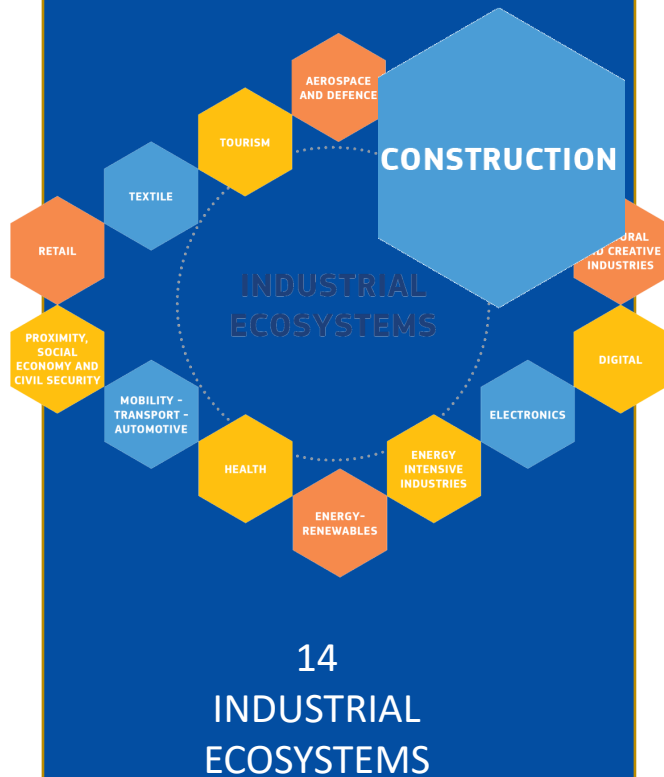 AEROSPACE
AND DEFENCE
TOURISM
CONSTRUCTION
TEXTILE
RETAIL
CREATIVE
INDUSTRIES
INDUSTRIAL
ECOSYSTEMS
PROXIMITY,
SOCIAL
ECONOMY AND
CIVIL SECURITY
DIGITAL
MOBILITY -
TRANSPORT -
AUTOMOTIVE
ELECTRONICS
HEALTH
ENERGY
INTENSIVE
INDUSTRIES
ENERGY-
RENEWABLES
14
INDUSTRIAL
ECOSYSTEMS